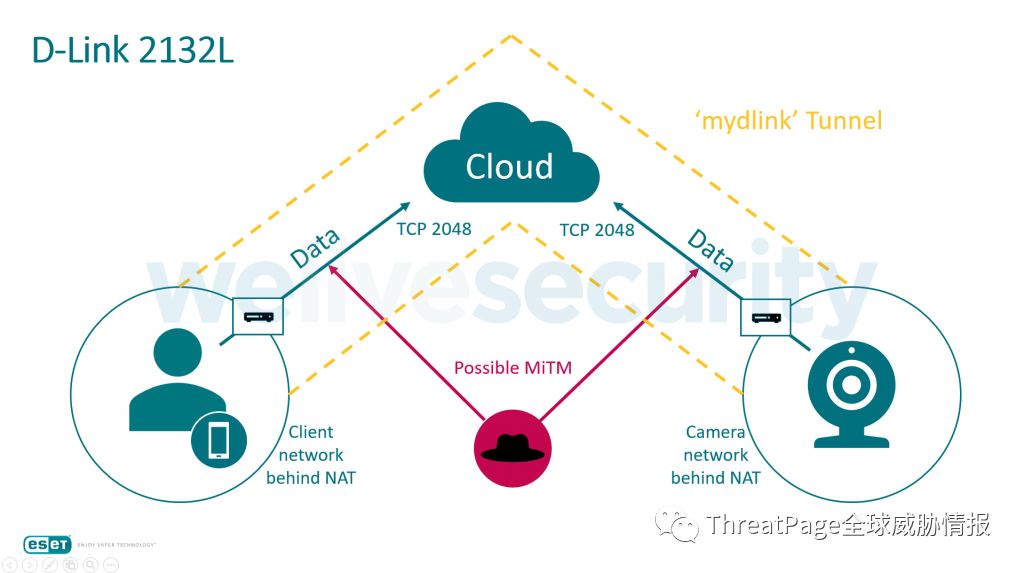 D-Link 2132L
'mydlink' Tunnel
Cloud
TCP 2048
TCP 2048
Data
Data
welivesecurity
Possible MiTM
Client
network
behind NAT
Camera
network
behind NAT
ThreatPage全球威胁情报
eset ENJOY SAFER TECHNOLOGY™